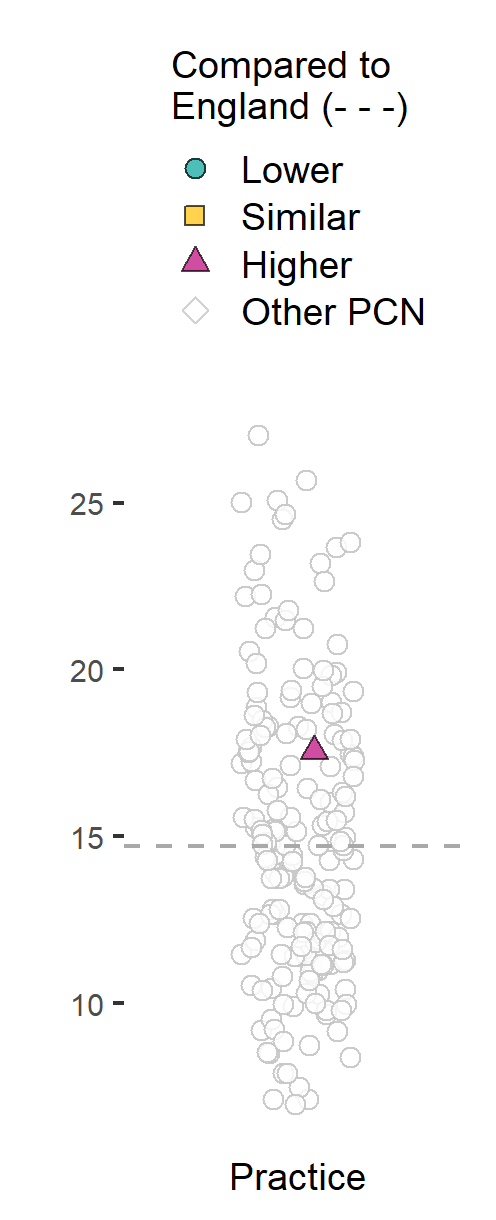 Compared to
England (- - -)
Lower
Similar
Higher
Other PCN
25
20
15
10
Practice